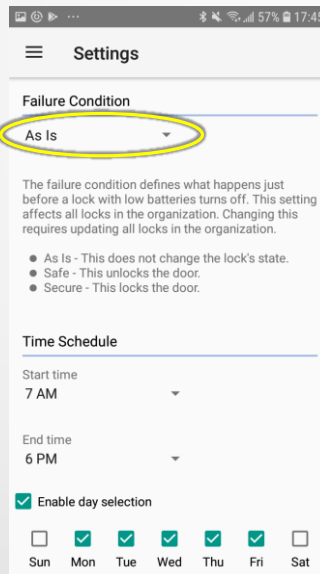 57% 17:45
Settings
Failure Condition
As Is
The failure condition defines what happens just
before a lock with low batteries turns off. This setting
affects all locks in the organization. Changing this
requires updating all locks in the organization.
As Is - This does not change the lock's state.
Safe - This unlocks the door.
Secure - This locks the door.
Time Schedule
Start time
7 AM
End time
6 PM
Enable day selection
Sun Mon Tue Wed Thu Fri Sat